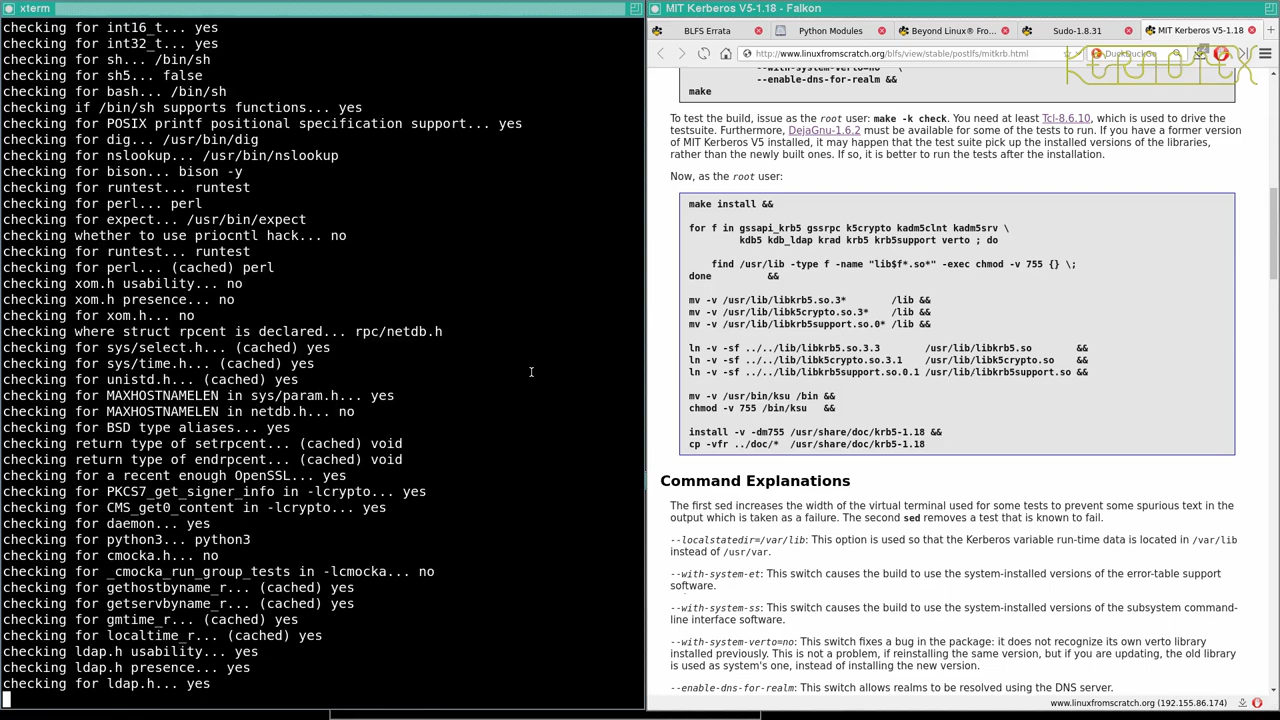 xterm
checking for int16_t... yes
checking for int32_t... yes
checking for sh... /bin/sh
checking for sh5... false
checking for bash... /bin/sh
checking if /bin/sh supports functions... yes
checking for POSIX printf positional specification support... yes
checking for dig... /usr/bin/dig
checking for nslookup... /usr/bin/nslookup
checking for bison... bison -y
checking for runtest... runtest
checking for perl... perl
checking for expect... /usr/bin/expect
checking whether to use priocntl hack... no
checking for runtest... runtest
checking for perl... (cached) perl
checking xom.h usability... no
checking xom.h presence... no
checking for xom.h... no
checking where struct rpcent is declared... rpc/netdb.h
checking for sys/select.h... (cached) yes
checking for sys/time.h... (cached) yes
checking for unistd.h... (cached) yes
checking for MAXHOSTNAMELEN in sys/param.h... yes
checking for MAXHOSTNAMELEN in netdb.h... no
checking for BSD type aliases... yes
checking return type of setrpcent... (cached) void
checking return type of endrpcent... (cached) void
checking for a recent enough OpenSSL... yes
checking for PKCS7_get_signer_info in -lcrypto... yes
checking for CMS_get0_content in -lcrypto... yes
checking for daemon... yes
checking for python3... python3
checking for cmocka.h... no
checking for _cmocka_run_group_tests in -lcmocka... no
checking for gethostbyname_r... (cached) yes
checking for getservbyname_r... (cached) yes
checking for gmtime_r... (cached) yes
checking for localtime_r... (cached) yes
checking ldap.h usability... yes
checking ldap.h presence... yes
checking for ldap.h... yes
MIT Kerberos V5-1.18 - Falkon
BLFS Errata
Python Modules
Beyond Linux® Fro...
Sudo-1.8.31
MIT Kerberos V5-1.18
http://www.linuxfromscratch.org/blfs/view/stable/postlfs/mitkrb.html
DuckDuckGo
--with-system-verto=no \
--enable-dns-for-realm &&
make
To test the build, issue as the root user: make -k check. You need at least Tcl-8.6.10, which is used to drive the
testsuite. Furthermore, DejaGnu-1.6.2 must be available for some of the tests to run. If you have a former version
of MIT Kerberos V5 installed, it may happen that the test suite pick up the installed versions of the libraries,
rather than the newly built ones. If so, it is better to run the tests after the installation.
Now, as the root user:
make install &&
for f in gssapi_krb5 gssrpc k5crypto kadm5clnt kadm5srv \
kdb5 kdb_ldap krad krb5 krb5support verto ; do
find /usr/lib -type f -name "lib$f*.so*" -exec chmod -v 755 {} \;
done &&
mv -v /usr/lib/libkrb5.so.3* /lib &&
mv -v /usr/lib/libk5crypto.so.3* /lib &&
mv -v /usr/lib/libkrb5support.so.0* /lib &&
ln -v -sf ../../lib/libkrb5.so.3.3 /usr/lib/libkrb5.so &&
ln -v -sf ../../lib/libk5crypto.so.3.1 /usr/lib/libk5crypto.so &&
ln -v -sf ../../lib/libkrb5support.so.0.1 /usr/lib/libkrb5support.so &&
mv -v /usr/bin/ksu /bin &&
chmod -v 755 /bin/ksu &&
install -v -dm755 /usr/share/doc/krb5-1.18 &&
cp -vfr ../doc/* /usr/share/doc/krb5-1.18
Command Explanations
The first sed increases the width of the virtual terminal used for some tests to prevent some spurious text in the
output which is taken as a failure. The second sed removes a test that is known to fail.
--localstatedir=/var/lib: This option is used so that the Kerberos variable run-time data is located in /var/lib
instead of /usr/var.
--with-system-et: This switch causes the build to use the system-installed versions of the error-table support
software.
--with-system-ss: This switch causes the build to use the system-installed versions of the subsystem command-
line interface software.
--with-system-verto=no: This switch fixes a bug in the package: it does not recognize its own verto library
installed previously. This is not a problem, if reinstalling the same version, but if you are updating, the old library
is used as system's one, instead of installing the new version.
--enable-dns-for-realm: This switch allows realms to be resolved using the DNS server.
www.linuxfromscratch.org (192.155.86.174)